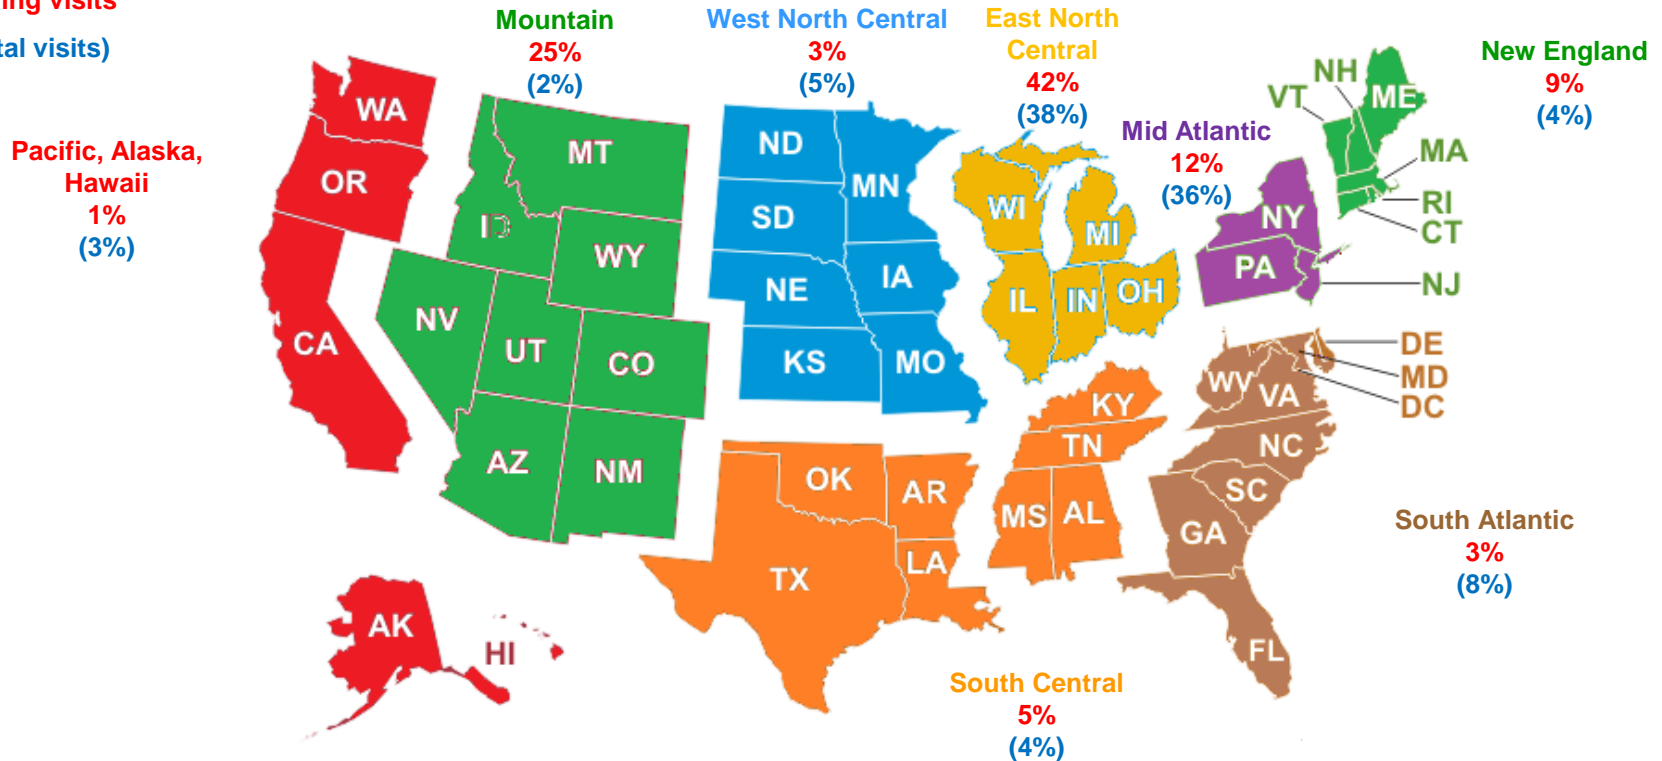 ing visits
tal visits)
Mountain
25%
(2%)
West North Central
3%
(5%)
East North
Central
42%
(38%)
New England
9%
(4%)
Mid Atlantic
12%
(36%)
Pacific, Alaska,
Hawaii
1%
(3%)
WA
OR
CA
MT
ID
WY
NV
UT
CO
AZ
NM
ND
SD
NE
KS
MN
IA
MO
WI
MI
IL
IN
OH
NH
VT
ME
MA
RI
CT
NY
PA
NJ
DE
MD
DC
WV
VA
NC
SC
GA
FL
KY
TN
MS
AL
OK
AR
TX
LA
AK
HI
South Atlantic
3%
(8%)
South Central
5%
(4%)